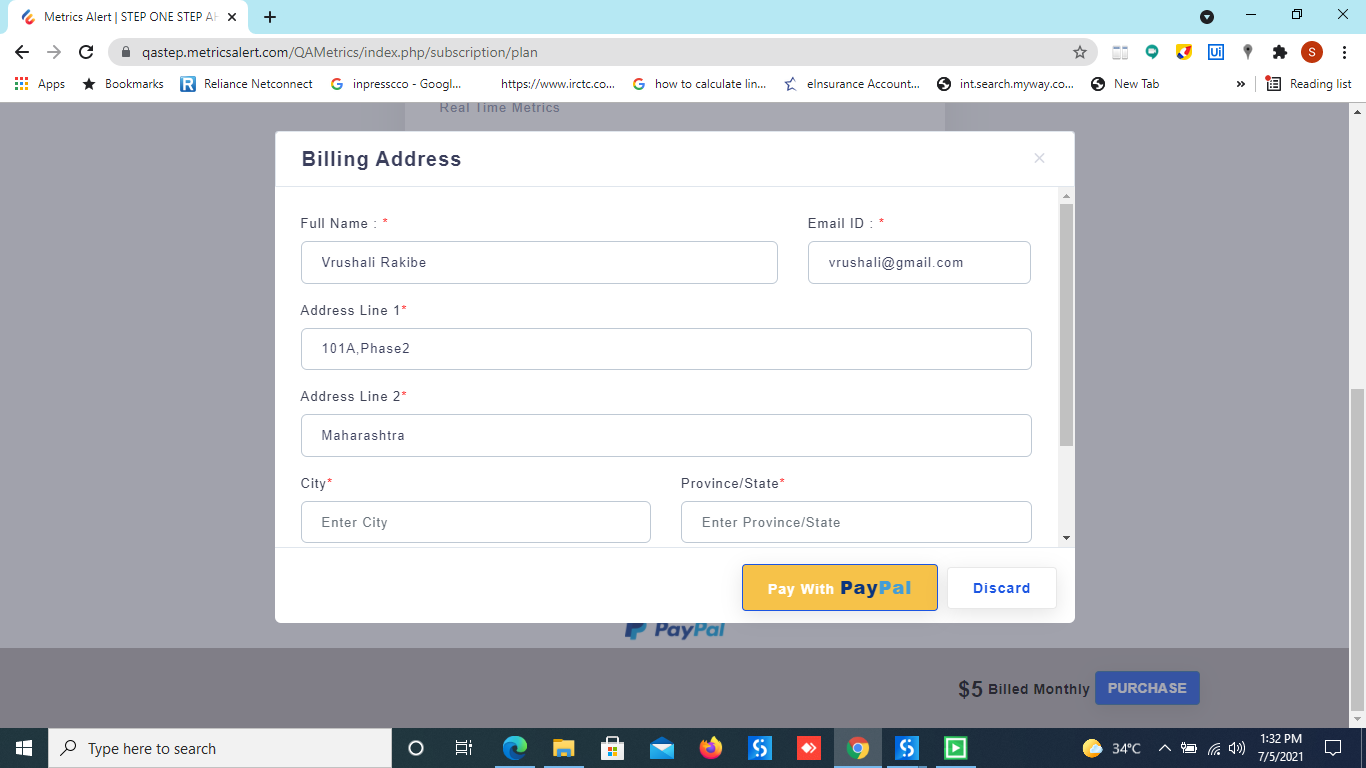 Metrics Alert | STEP ONE STEP AH
qastep.metricsalert.com/QAMetrics/index.php/subscription/plan
S
Apps Bookmarks Reliance Netconnect inpresscco - Googl... https://www.irctc.co... how to calculate lin... eInsurance Account... int.search.myway.co... New Tab » Reading list
Real Time Metrics
Billing Address
Full Name : * Email ID : *
Vrushali Rakibe vrushali@gmail.com
Address Line 1*
101A,Phase2
Address Line 2*
Maharashtra
City* Province/State*
Enter City Enter Province/State
Pay With PayPal Discard
PayPal
$5 Billed Monthly PURCHASE
Type here to search
34°C
1:32 PM
7/5/2021